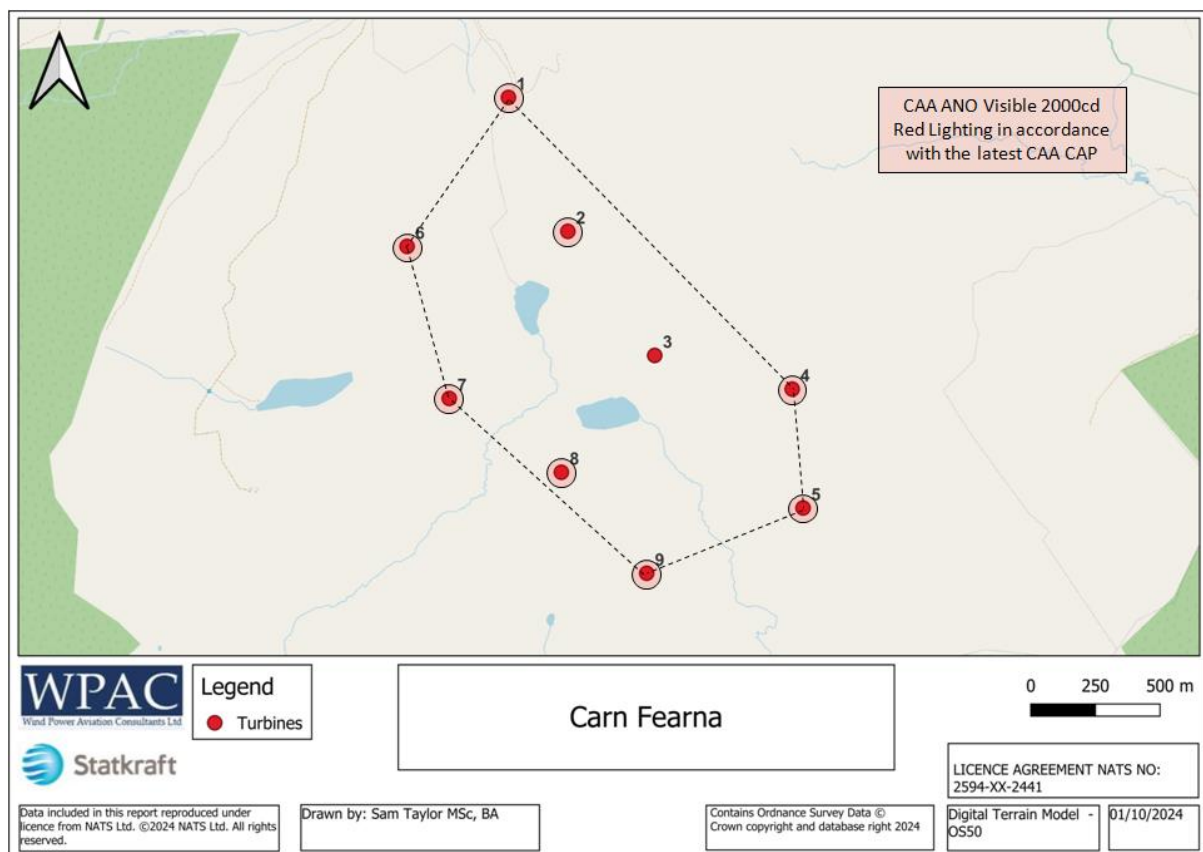 1
CAA ANO Visible 2000cd
Red Lighting in accordance
with the latest CAA CAP
2
6
3
4
7
8
5
9
WPAC
Wind Power Aviation Consultants Ltd
Statkraft
Legend
Turbines
Carn Fearna
0 250 500 m
LICENCE AGREEMENT NATS NO:
2594-XX-2441
Data included in this report reproduced under
licence from NATS Ltd. ©2024 NATS Ltd. All rights
reserved.
Drawn by: Sam Taylor MSc, BA
Contains Ordnance Survey Data ©
Crown copyright and database right 2024
Digital Terrain Model -
OS50
01/10/2024